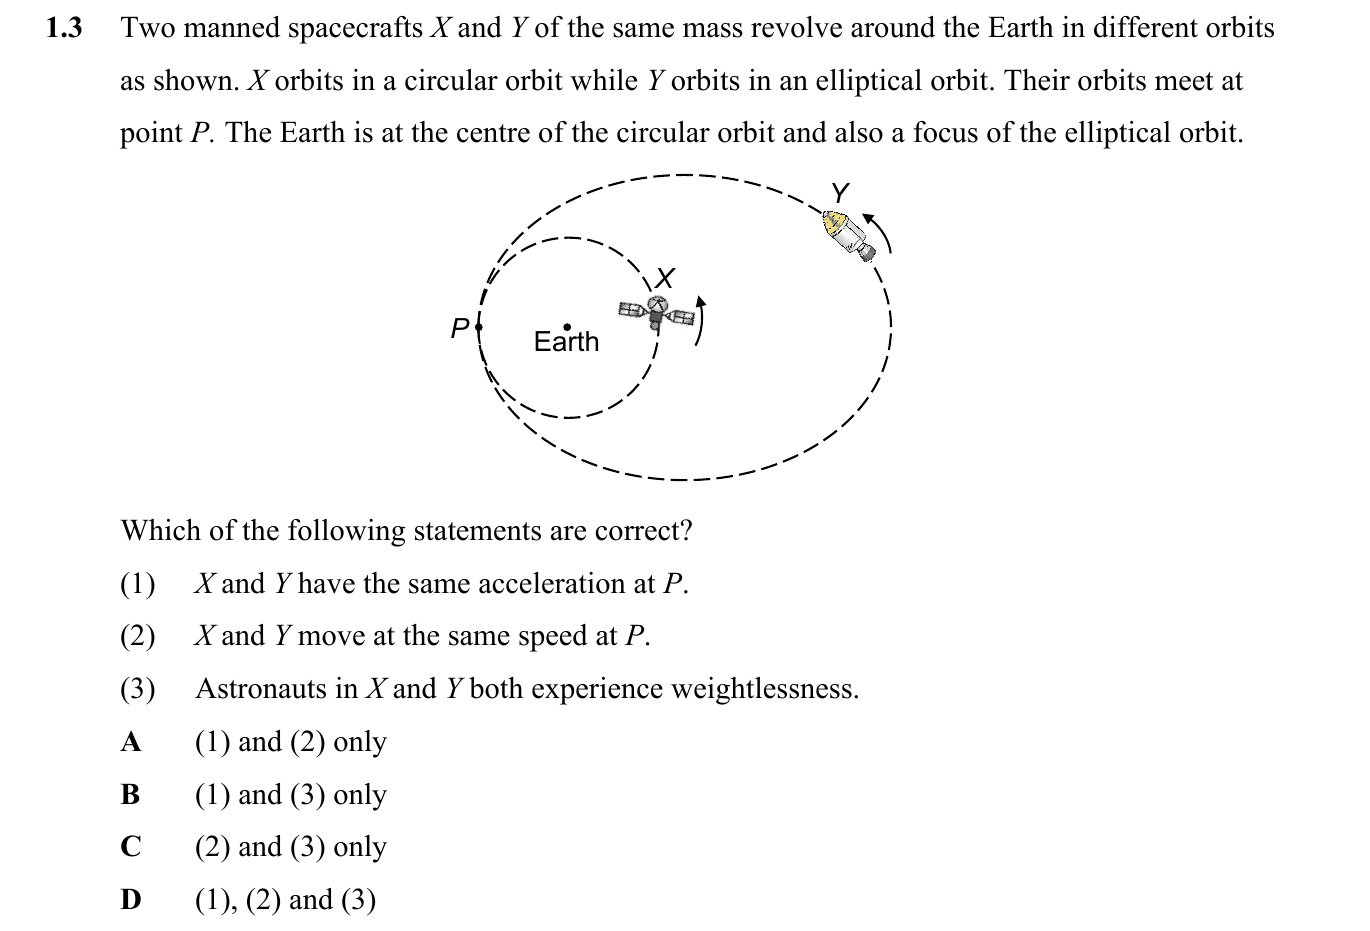 1.3 Two manned spacecrafts X and Y of the same mass revolve around the Earth in different orbits
as shown. X orbits in a circular orbit while Y orbits in an elliptical orbit. Their orbits meet at
point P. The Earth is at the centre of the circular orbit and also a focus of the elliptical orbit.
Y
X
P
Earth
Which of the following statements are correct?
(1) X and Y have the same acceleration at P.
(2) X and Y move at the same speed at P.
(3) Astronauts in X and Y both experience weightlessness.
A (1) and (2) only
B (1) and (3) only
C (2) and (3) only
D (1), (2) and (3)